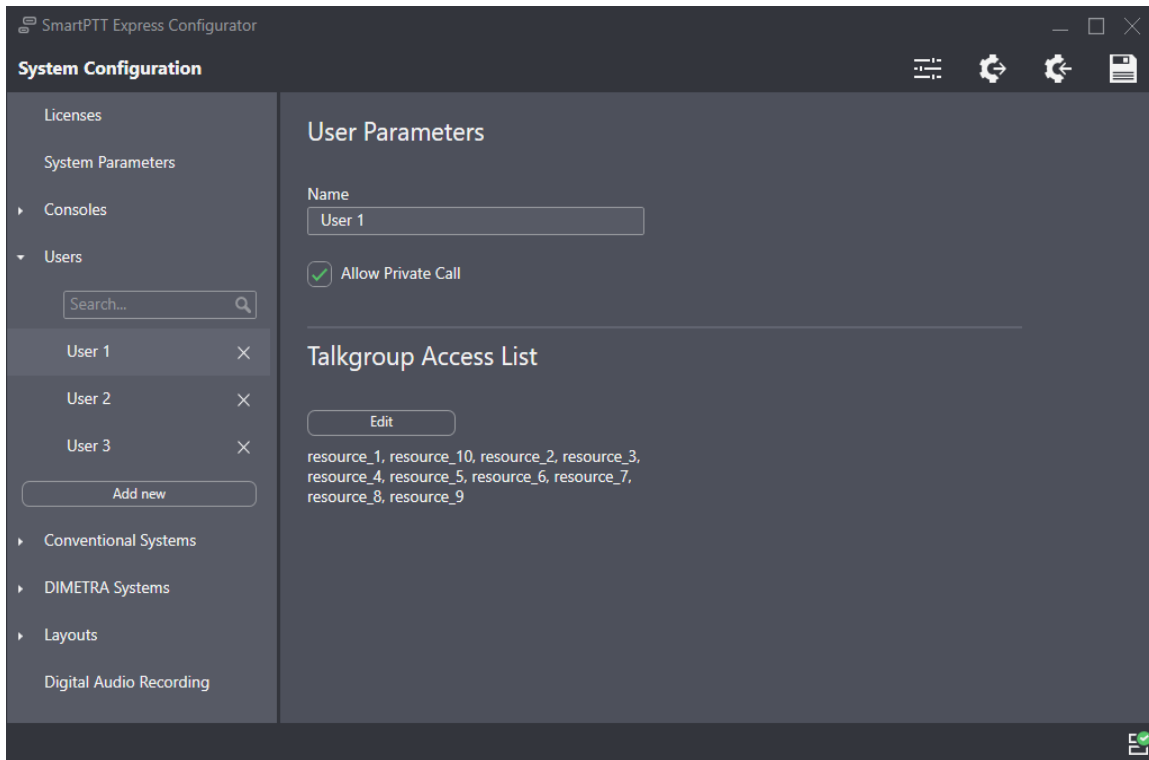 SmartPTT Express Configurator
System Configuration
Licenses
System Parameters
Consoles
Users
Search...
User 1
User 2
User 3
Add new
Conventional Systems
DIMETRA Systems
Layouts
Digital Audio Recording
User Parameters
Name
User 1
Allow Private Call
Talkgroup Access List
Edit
resource_1, resource_10, resource_2, resource_3,
resource_4, resource_5, resource_6, resource_7,
resource_8, resource_9